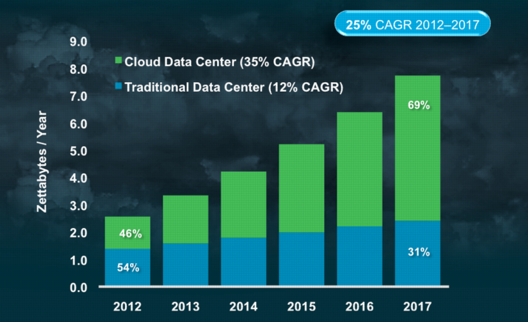 25% CAGR 2012–2017
9.0
8.0
7.0
6.0
5.0
4.0
3.0
2.0
1.0
0.0
Zettabytes / Year
Cloud Data Center (35% CAGR)
Traditional Data Center (12% CAGR)
69%
46%
54%
31%
2012 2013 2014 2015 2016 2017